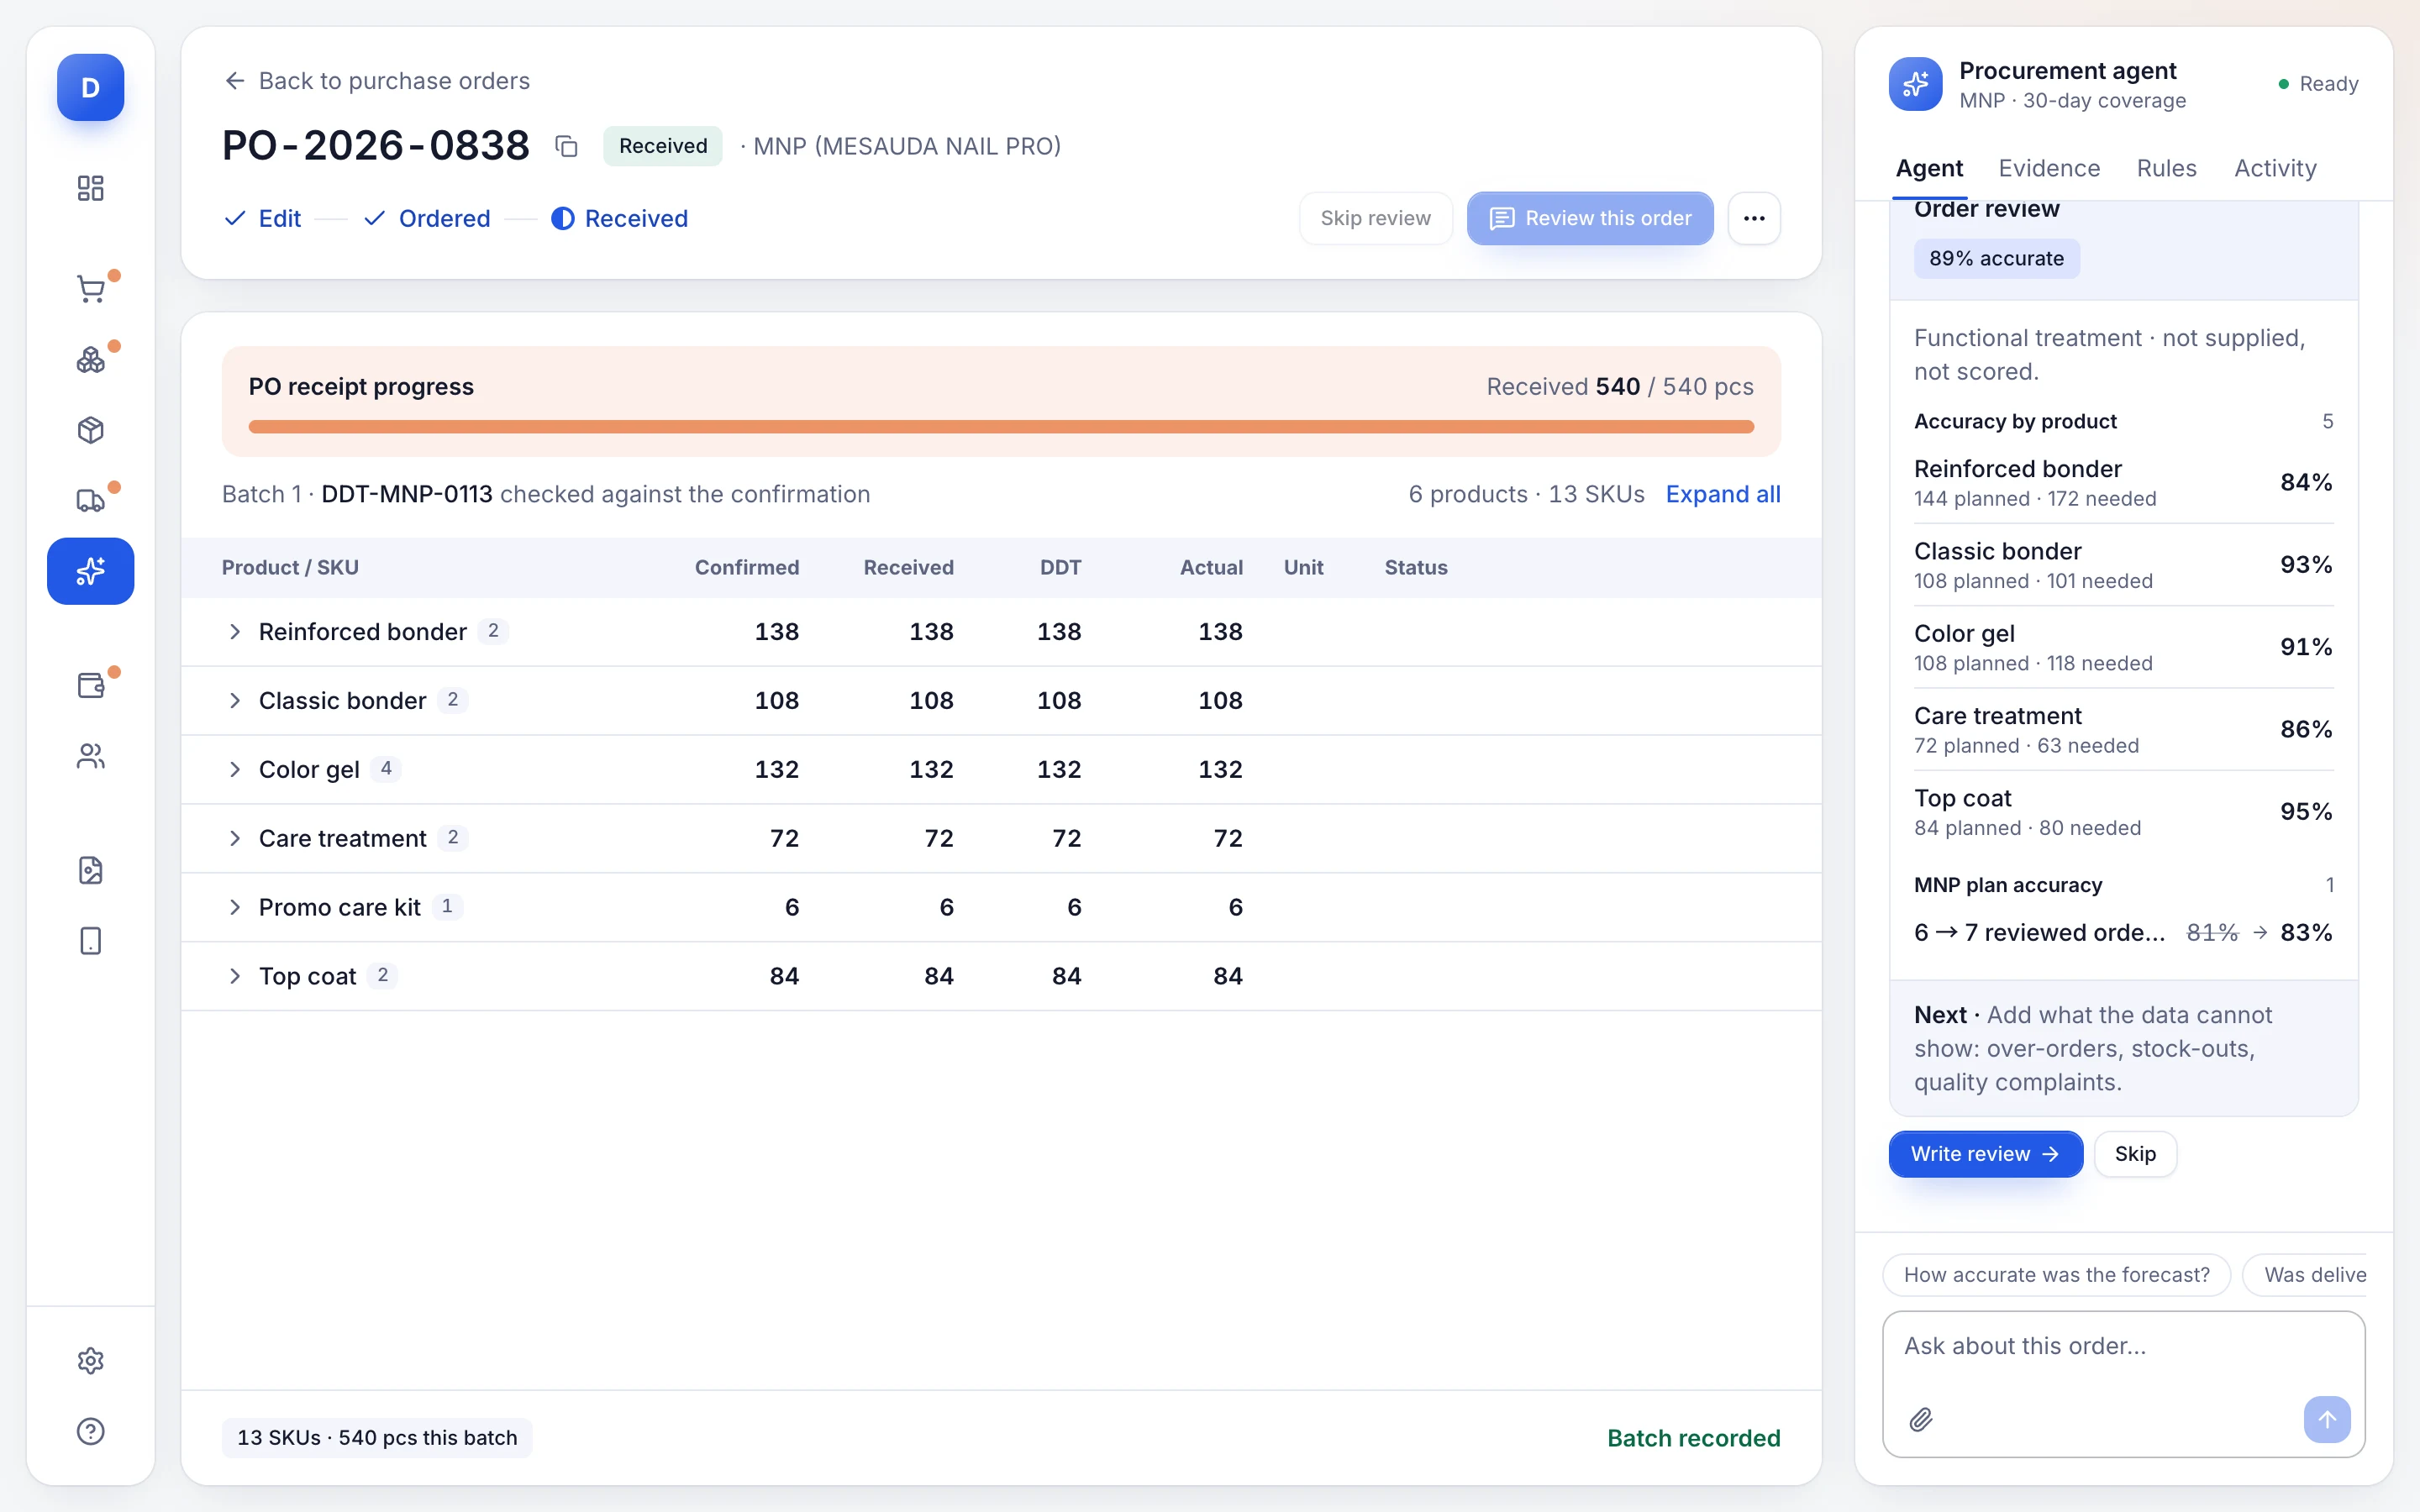 D
Back to purchase orders
PO-2026-0838
Received
· MNP (MESAUDA NAIL PRO)
Edit
Ordered
Received
Skip review
Review this order
PO receipt progress
Received 540 / 540 pcs
Batch 1 · DDT-MNP-0113 checked against the confirmation
6 products · 13 SKUs
Expand all
Product / SKU Confirmed Received DDT Actual Unit Status
Reinforced bonder 2 138 138 138 138
Classic bonder 2 108 108 108 108
Color gel 4 132 132 132 132
Care treatment 2 72 72 72 72
Promo care kit 1 6 6 6 6
Top coat 2 84 84 84 84
13 SKUs · 540 pcs this batch
Batch recorded
Procurement agent
MNP · 30-day coverage
Ready
Agent Evidence Rules Activity
Order review
89% accurate
Functional treatment · not supplied,
not scored.
Accuracy by product 5
Reinforced bonder
144 planned · 172 needed
84%
Classic bonder
108 planned · 101 needed
93%
Color gel
108 planned · 118 needed
91%
Care treatment
72 planned · 63 needed
86%
Top coat
84 planned · 80 needed
95%
MNP plan accuracy 1
6 → 7 reviewed orde... 81% → 83%
Next · Add what the data cannot
show: over-orders, stock-outs,
quality complaints.
Write review →
Skip
How accurate was the forecast?
Was delive
Ask about this order...